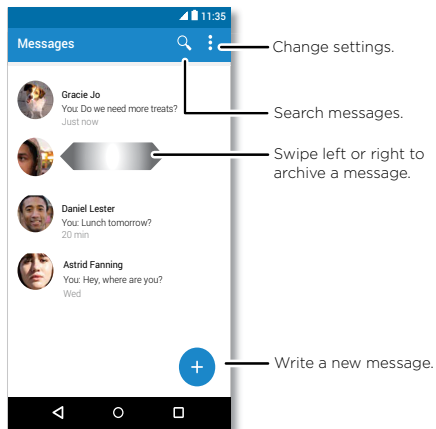 11:35
Messages
Change settings.
Gracie Jo
You: Do we need more treats?
Just now
Search messages.
Swipe left or right to
archive a message.
Daniel Lester
You: Lunch tomorrow?
20 min
Astrid Fanning
You: Hey, where are you?
Wed
Write a new message.